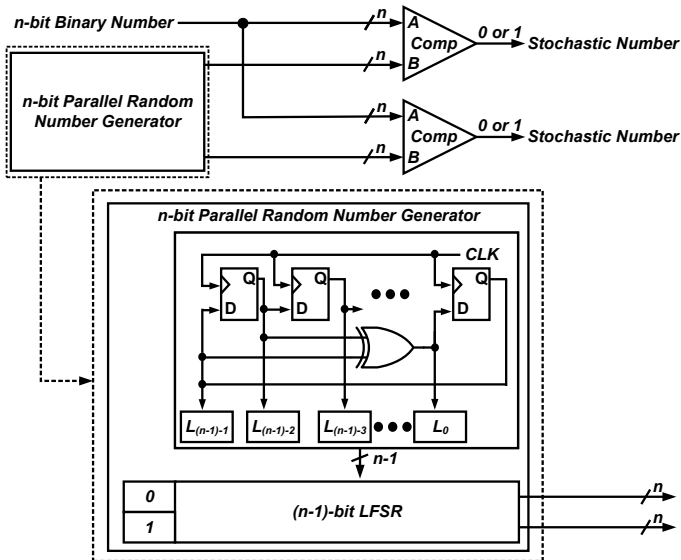 n-bit Binary Number
n
A
Comp
B
0 or 1
Stochastic Number
n
n-bit Parallel Random
Number Generator
n
A
Comp
B
0 or 1
Stochastic Number
n
n-bit Parallel Random Number Generator
CLK
Q
D
Q
D
Q
D
L(n-1)-1
L(n-1)-2
L(n-1)-3
L0
n-1
0
1
(n-1)-bit LFSR
n
n